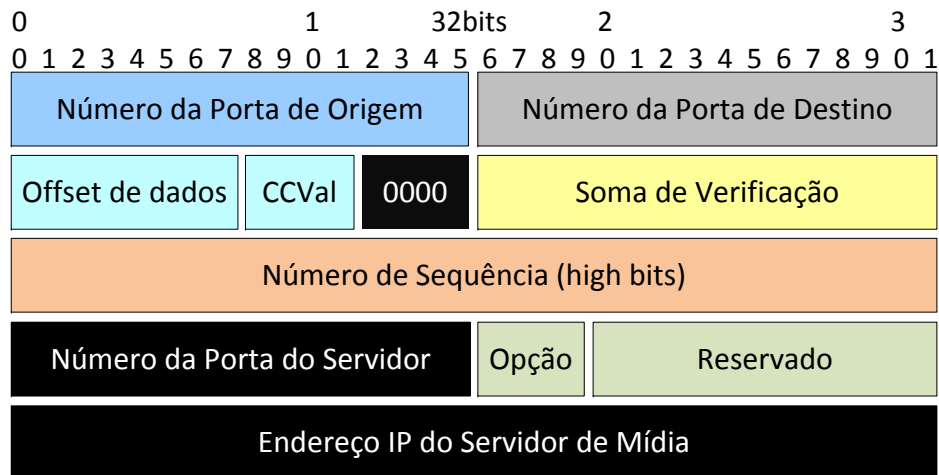 0 1 32bits 2 3
0 1 2 3 4 5 6 7 8 9 0 1 2 3 4 5 6 7 8 9 0 1 2 3 4 5 6 7 8 9 0 1
Número da Porta de Origem Número da Porta de Destino
Offset de dados CCVal 0000 Soma de Verificação
Número de Sequência (high bits)
Número da Porta do Servidor Opção Reservado
Endereço IP do Servidor de Mídia